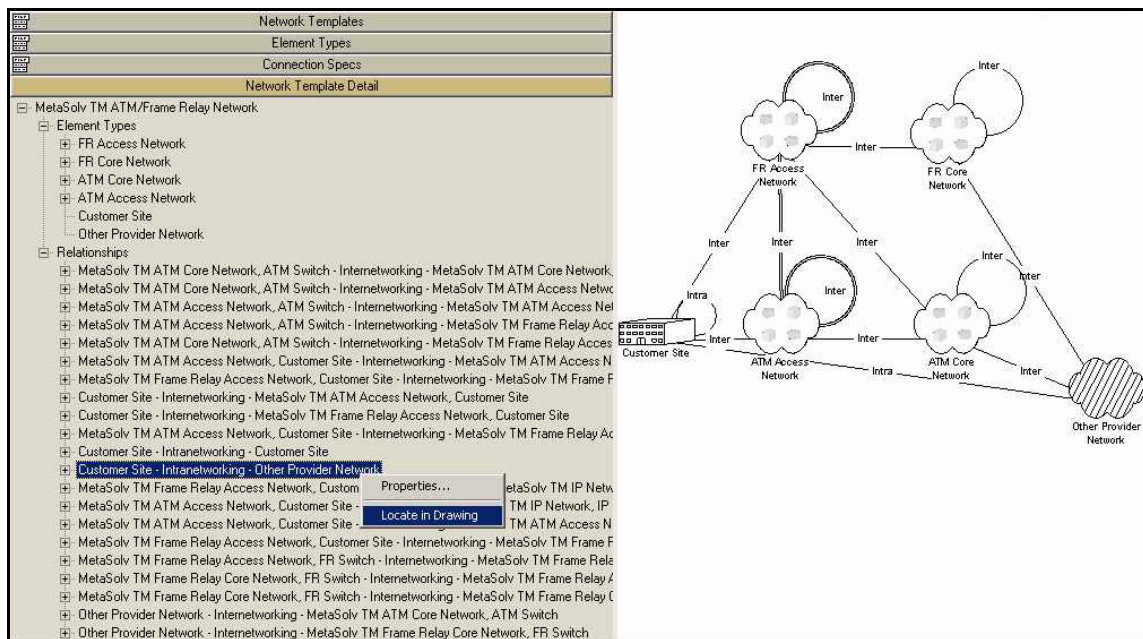 Network Templates
Element Types
Connection Specs
Network Template Detail
MetaSolv TM ATM/Frame Relay Network
Element Types
FR Access Network
FR Core Network
ATM Core Network
ATM Access Network
Customer Site
Other Provider Network
Relationships
MetaSolv TM ATM Core Network, ATM Switch - Internetworking - MetaSolv TM ATM Core Network,
MetaSolv TM ATM Core Network, ATM Switch - Internetworking - MetaSolv TM ATM Access Netwo
MetaSolv TM ATM Access Network, ATM Switch - Internetworking - MetaSolv TM ATM Access Net
MetaSolv TM ATM Access Network, ATM Switch - Internetworking - MetaSolv TM Frame Relay Acc
MetaSolv TM ATM Core Network, ATM Switch - Internetworking - MetaSolv TM Frame Relay Acces
MetaSolv TM ATM Access Network, Customer Site - Internetworking - MetaSolv TM ATM Access N
MetaSolv TM Frame Relay Access Network, Customer Site - Internetworking - MetaSolv TM Frame F
Customer Site - Internetworking - MetaSolv TM ATM Access Network, Customer Site
Customer Site - Internetworking - MetaSolv TM Frame Relay Access Network, Customer Site
MetaSolv TM ATM Access Network, Customer Site - Internetworking - MetaSolv TM Frame Relay Ac
Customer Site - Intranetworking - Customer Site
Customer Site - Intranetworking - Other Provider Network
MetaSolv TM Frame Relay Access Network, Custom etaSolv TM IP Netw
MetaSolv TM ATM Access Network, Customer Site - TM IP Network, IP
MetaSolv TM ATM Access Network, Customer Site - TM ATM Access N
MetaSolv TM Frame Relay Access Network, Customer Site - Internetworking - MetaSolv TM Frame R
MetaSolv TM Frame Relay Access Network, FR Switch - Internetworking - MetaSolv TM Frame Rela
MetaSolv TM Frame Relay Core Network, FR Switch - Internetworking - MetaSolv TM Frame Relay A
MetaSolv TM Frame Relay Core Network, FR Switch - Internetworking - MetaSolv TM Frame Relay C
Other Provider Network - Internetworking - MetaSolv TM ATM Core Network, ATM Switch
Other Provider Network - Internetworking - MetaSolv TM Frame Relay Core Network, FR Switch
Properties...
Locate in Drawing
Inter
Inter
FR Access
Network
Inter
FR Core
Network
Inter
Inter
Inter
Inter
Inter
Inter
Intra
Customer Site
Inter
ATM Access
Network
Inter
ATM Core
Network
Intra
Inter
Other Provider
Network